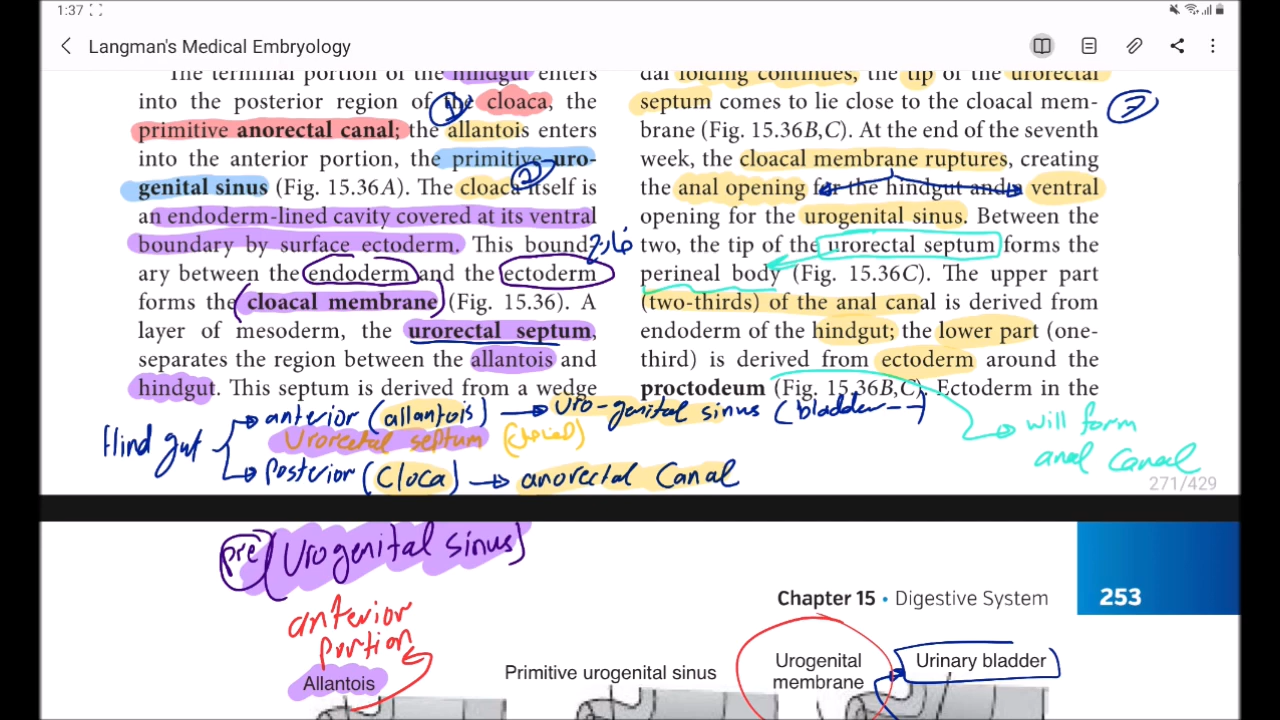 1:37
Langman's Medical Embryology
The terminal portion of the hindgut enters
into the posterior region of the cloaca, the
primitive anorectal canal; the allantois enters
into the anterior portion, the primitive uro-
genital sinus (Fig. 15.36A). The cloaca itself is
an endoderm-lined cavity covered at its ventral
boundary by surface ectoderm. This bound-
ary between the endoderm and the ectoderm
forms the cloacal membrane (Fig. 15.36). A
layer of mesoderm, the urorectal septum,
separates the region between the allantois and
hindgut. This septum is derived from a wedge
1
2
خارج
dal folding continues, the tip of the urorectal
septum comes to lie close to the cloacal mem-
brane (Fig. 15.36B,C). At the end of the seventh
week, the cloacal membrane ruptures, creating
the anal opening for the hindgut and a ventral
opening for the urogenital sinus. Between the
two, the tip of the urorectal septum forms the
perineal body (Fig. 15.36C). The upper part
(two-thirds) of the anal canal is derived from
endoderm of the hindgut; the lower part (one-
third) is derived from ectoderm around the
proctodeum (Fig. 15.36B,C). Ectoderm in the
7
Hind gut
anterior (allantois) → uro-genital sinus (bladder--)
Urorectal septum
Posterior (Cloca) → anorectal Canal
will form
anal Canal
271/429
pre (Urogenital sinus)
Chapter 15 • Digestive System 253
anterior
portion
Allantois
Primitive urogenital sinus
Urogenital
membrane
Urinary bladder